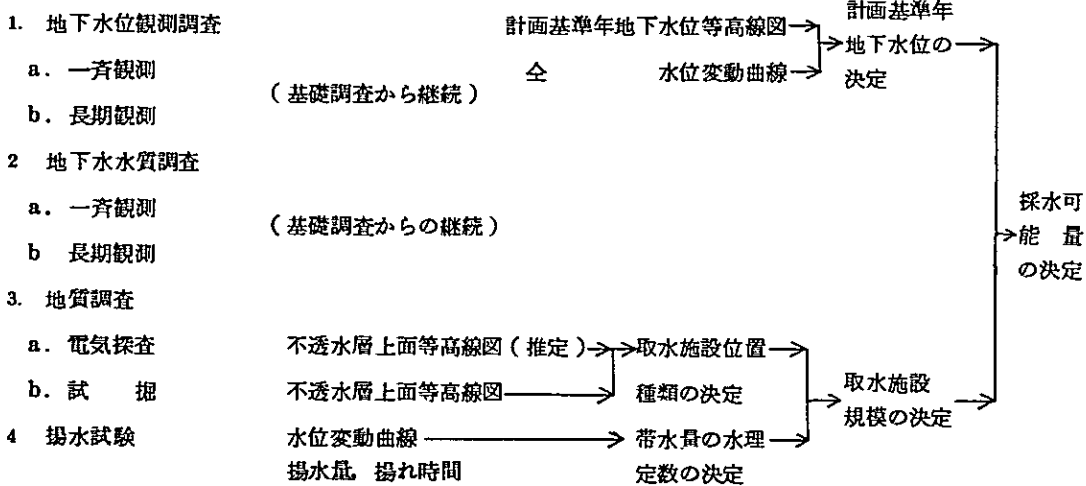 計画基準年
1. 地下水位観測調査 計画基準年地下水位等高線図→ 地下水位の→
a. 一斉観測 仝 水位変動曲線→ 決定
(基礎調査から継続)
b. 長期観測
2 地下水水質調査
a. 一斉観測 採水可
(基礎調査からの継続) →能 量
b 長期観測 の決定
3. 地質調査
a. 電気探査 不透水層上面等高線図(推定)→→取水施設位置→
取水施設
b. 試 掘 不透水層上面等高線図→ 種類の決定 →
規模の決定
4 揚水試験 水位変動曲線→ 帯水量の水理→
揚水量, 揚れ時間 定数の決定